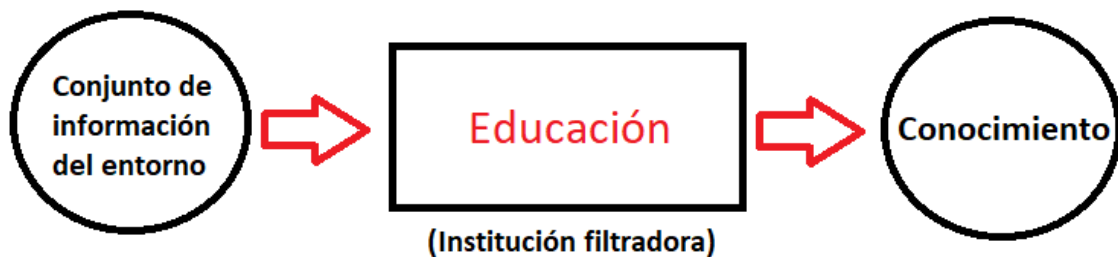 Conjunto de
información
del entorno
Educación
(Institución filtradora)
Conocimiento